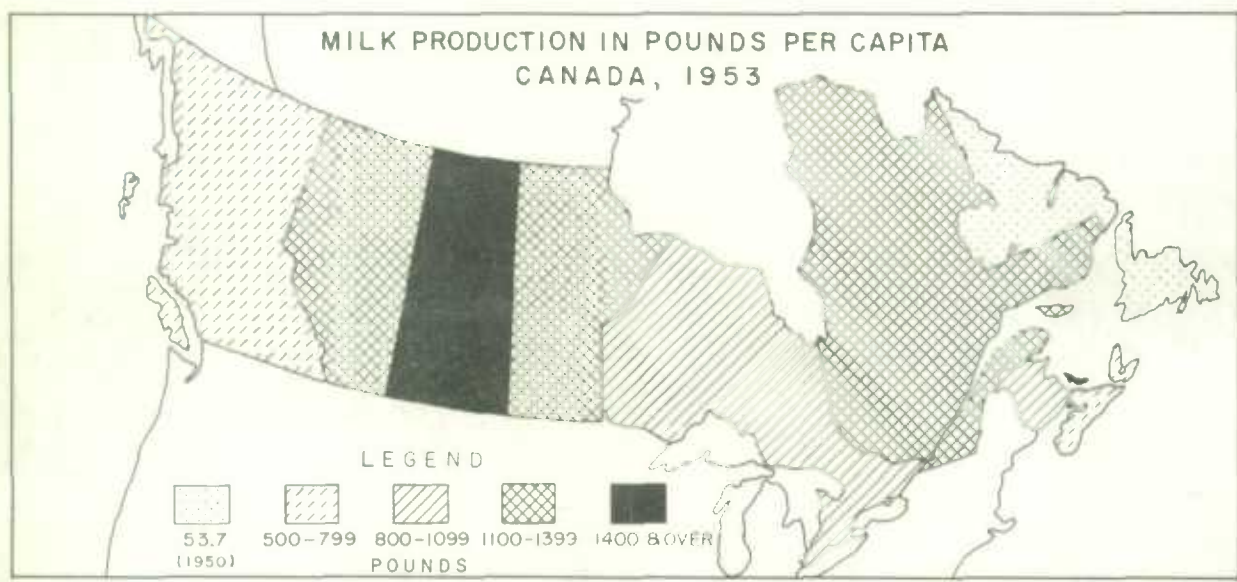 MILK PRODUCTION IN POUNDS PER CAPITA
CANADA, 1953
LEGEND
53.7 500-799 800-1099 1100-1399 1400 & OVER
(1950) POUNDS